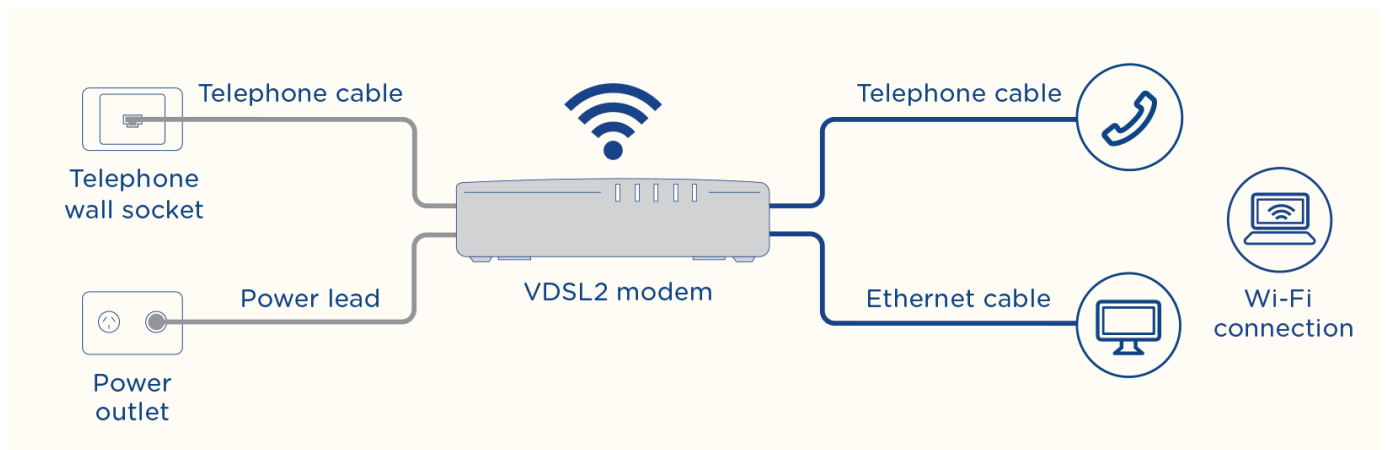 Telephone cable
Telephone
wall socket
Power lead
Power
outlet
VDSL2 modem
Telephone cable
Ethernet cable
Wi-Fi
connection